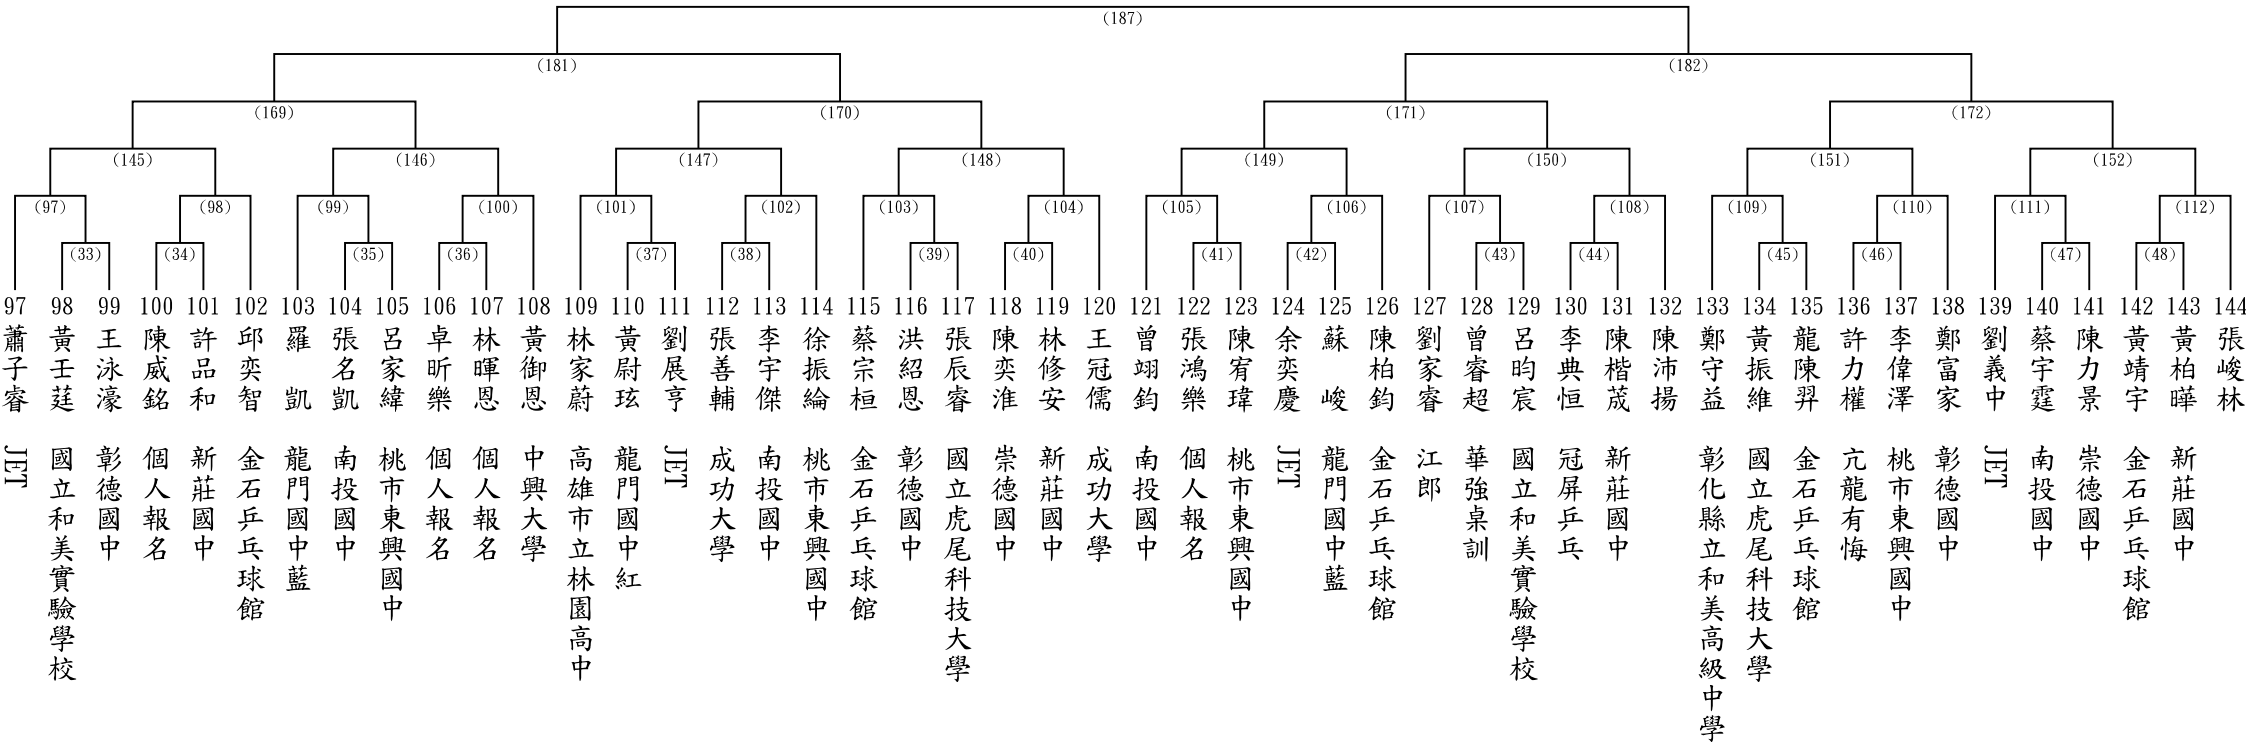 (187)
(181) (182)
(169) (170) (171) (172)
(145) (146) (147) (148) (149) (150) (151) (152)
(97) (98) (99) (100) (101) (102) (103) (104) (105) (106) (107) (108) (109) (110) (111) (112)
(33) (34) (35) (36) (37) (38) (39) (40) (41) (42) (43) (44) (45) (46) (47) (48)
97 蕭子睿 JET
98 黃壬莛 國立和美實驗學校
99 王泳濠 彰德國中
100 陳威銘 個人報名
101 許品和 新莊國中
102 邱奕智 金石乒乓球館
103 羅凱 龍門國中藍
104 張名凱 南投國中
105 呂家緯 桃市東興國中
106 卓昕樂 個人報名
107 林暉恩 個人報名
108 黃御恩 中興大學
109 林家蔚 高雄市立林園高中
110 黃尉玹 龍門國中紅
111 劉展亨 JET
112 張善輔 成功大學
113 李宇傑 南投國中
114 徐振綸 桃市東興國中
115 蔡宗桓 金石乒乓球館
116 洪紹恩 彰德國中
117 張辰睿 國立虎尾科技大學
118 陳奕淮 崇德國中
119 林修安 新莊國中
120 王冠儒 成功大學
121 曾翊鈞 南投國中
122 張鴻樂 個人報名
123 陳宥瑋 桃市東興國中
124 余奕慶 JET
125 蘇峻 龍門國中藍
126 陳柏鈞 金石乒乓球館
127 劉家睿 江郎
128 曾睿超 華強桌訓
129 呂昀宸 國立和美實驗學校
130 李典恒 冠屏乒乓
131 陳楷荿 新莊國中
132 陳沛揚
133 鄭守益 彰化縣立和美高級中學
134 黃振維 國立虎尾科技大學
135 龍陳羿 金石乒乓球館
136 許力權 亢龍有悔
137 李偉澤 桃市東興國中
138 鄭富家 彰德國中
139 劉義中 JET
140 蔡宇霆 南投國中
141 陳力景 崇德國中
142 黃靖宇 金石乒乓球館
143 黃柏曄 新莊國中
144 張峻林